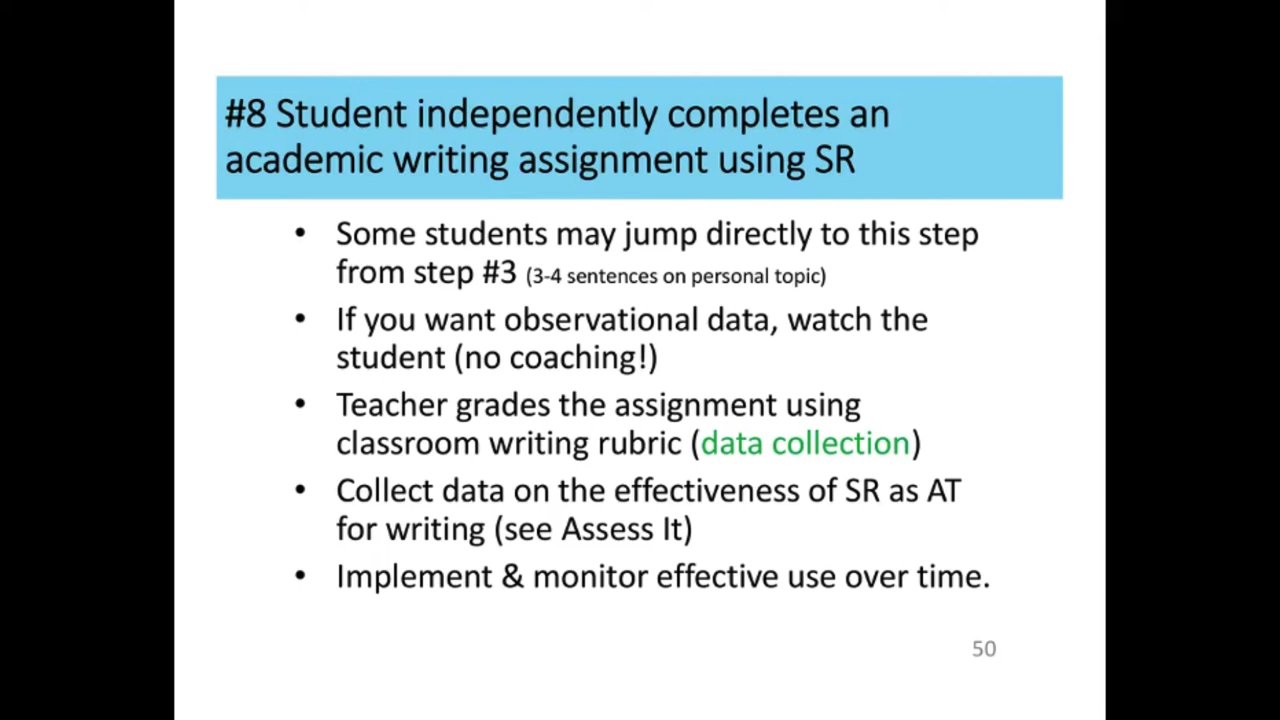 #8 Student independently completes an
academic writing assignment using SR
• Some students may jump directly to this step
from step #3 (3-4 sentences on personal topic)
• If you want observational data, watch the
student (no coaching!)
• Teacher grades the assignment using
classroom writing rubric (data collection)
• Collect data on the effectiveness of SR as AT
for writing (see Assess It)
• Implement & monitor effective use over time.
50